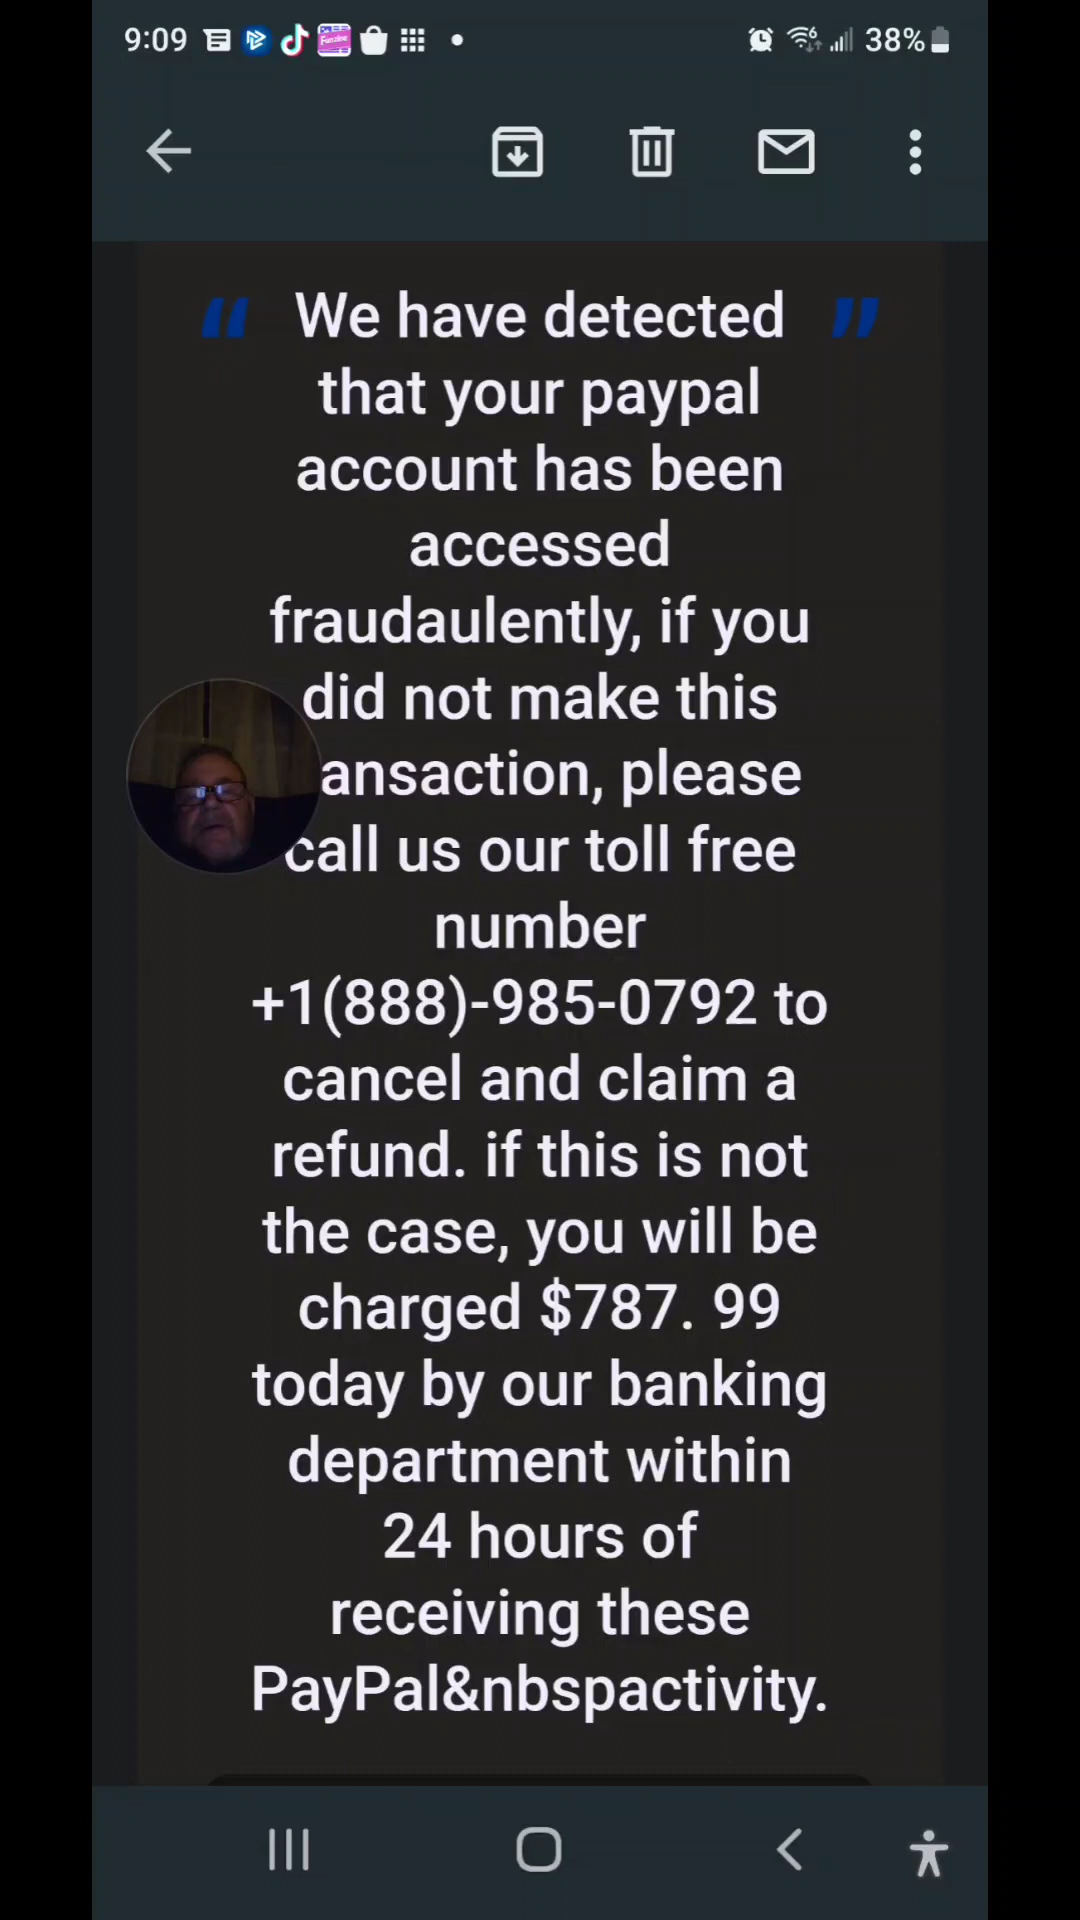 9:09
Funzine
6
38%
“ We have detected ”
that your paypal
account has been
accessed
fraudaulently, if you
did not make this
ansaction, please
call us our toll free
number
+1(888)-985-0792 to
cancel and claim a
refund. if this is not
the case, you will be
charged $787. 99
today by our banking
department within
24 hours of
receiving these
PayPal&nbspactivity.